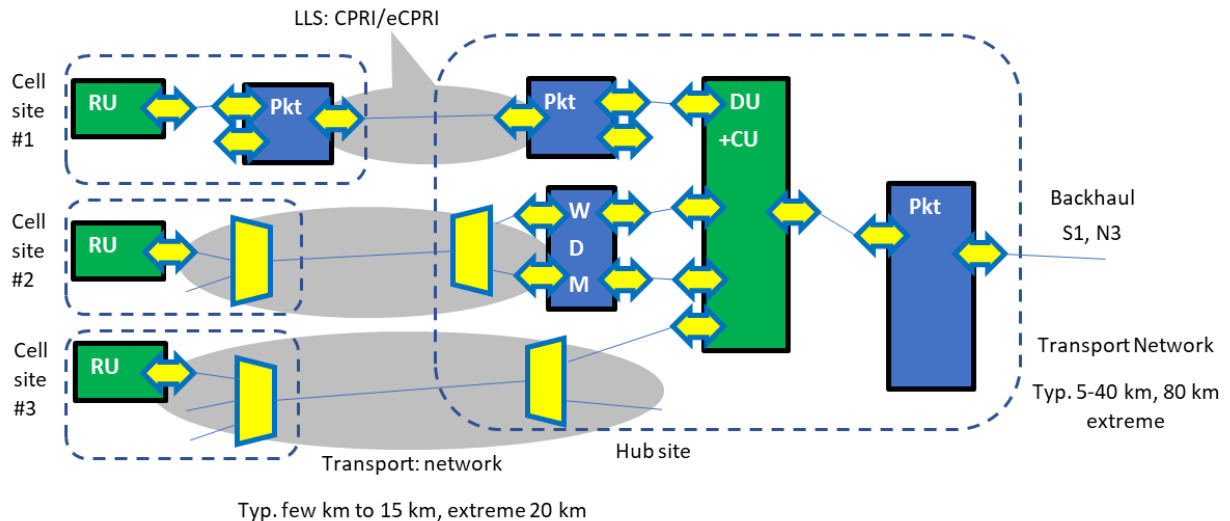 LLS: CPRI/eCPRI
Cell
site
#1
RU
Pkt
Pkt
DU
+CU
Cell
site
#2
RU
W
D
M
Pkt
Backhaul
S1, N3
Cell
site
#3
RU
Transport Network
Typ. 5-40 km, 80 km
extreme
Hub site
Transport: network
Typ. few km to 15 km, extreme 20 km